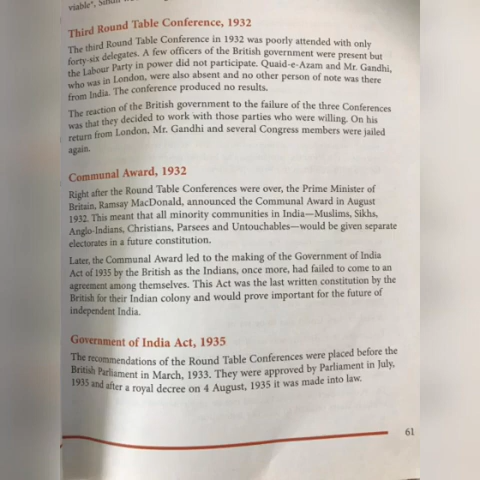 viable",
Third Round Table Conference, 1932
The third Round Table Conference in 1932 was poorly attended with only
forty-six delegates. A few officers of the British government were present but
the Labour Party in power did not participate. Quaid-e-Azam and Mr. Gandhi,
who was in London, were also absent and no other person of note was there
from India. The conference produced no results.
The reaction of the British government to the failure of the three Conferences
was that they decided to work with those parties who were willing. On his
return from London, Mr. Gandhi and several Congress members were jailed
again.
Communal Award, 1932
Right after the Round Table Conferences were over, the Prime Minister of
Britain, Ramsay MacDonald, announced the Communal Award in August
1932. This meant that all minority communities in India—Muslims, Sikhs,
Anglo-Indians, Christians, Parsees and Untouchables—would be given separate
electorates in a future constitution.
Later, the Communal Award led to the making of the Government of India
Act of 1935 by the British as the Indians, once more, had failed to come to an
agreement among themselves. This Act was the last written constitution by the
British for their Indian colony and would prove important for the future of
independent India.
Government of India Act, 1935
The recommendations of the Round Table Conferences were placed before the
British Parliament in March, 1933. They were approved by Parliament in July,
1935 and after a royal decree on 4 August, 1935 it was made into law.
61